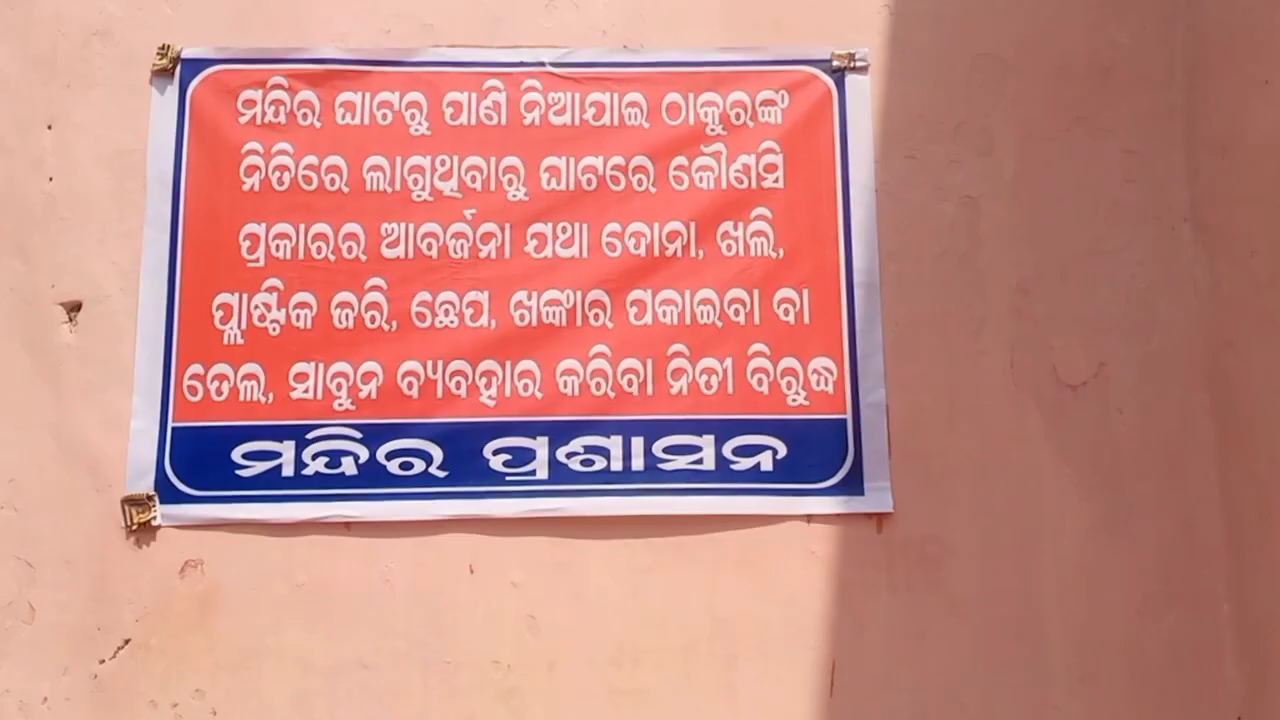 ମନ୍ଦିର ଘାଟରୁ ପାଣି ନିଆଯାଇ ଠାକୁରଙ୍କ
ନିତିରେ ଲାଗୁଥିବାରୁ ଘାଟରେ କୌଣସି
ପ୍ରକାରର ଆବର୍ଜନା ଯଥା ଦୋନା, ଖଲି,
ପ୍ଲାଷ୍ଟିକ ଜରି, ଛେପ, ଖଙ୍କାର ପକାଇବା ବା
ତେଲ, ସାବୁନ ବ୍ୟବହାର କରିବା ନିତୀ ବିରୁଦ୍ଧ
ମନ୍ଦିର ପ୍ରଶାସନ